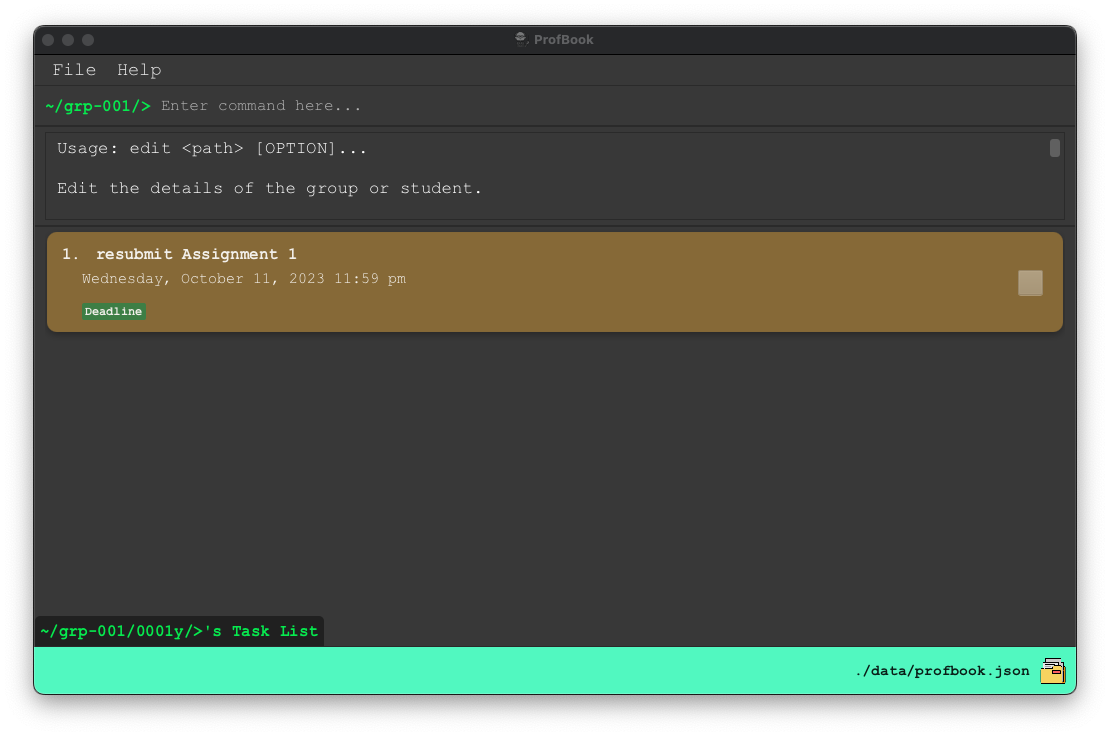 ProfBook
File Help
~/grp-001/> Enter command here...
Usage: edit <path> [OPTION]...
Edit the details of the group or student.
1. resubmit Assignment 1
Wednesday, October 11, 2023 11:59 pm
Deadline
~/grp-001/0001y/>'s Task List
./data/profbook.json